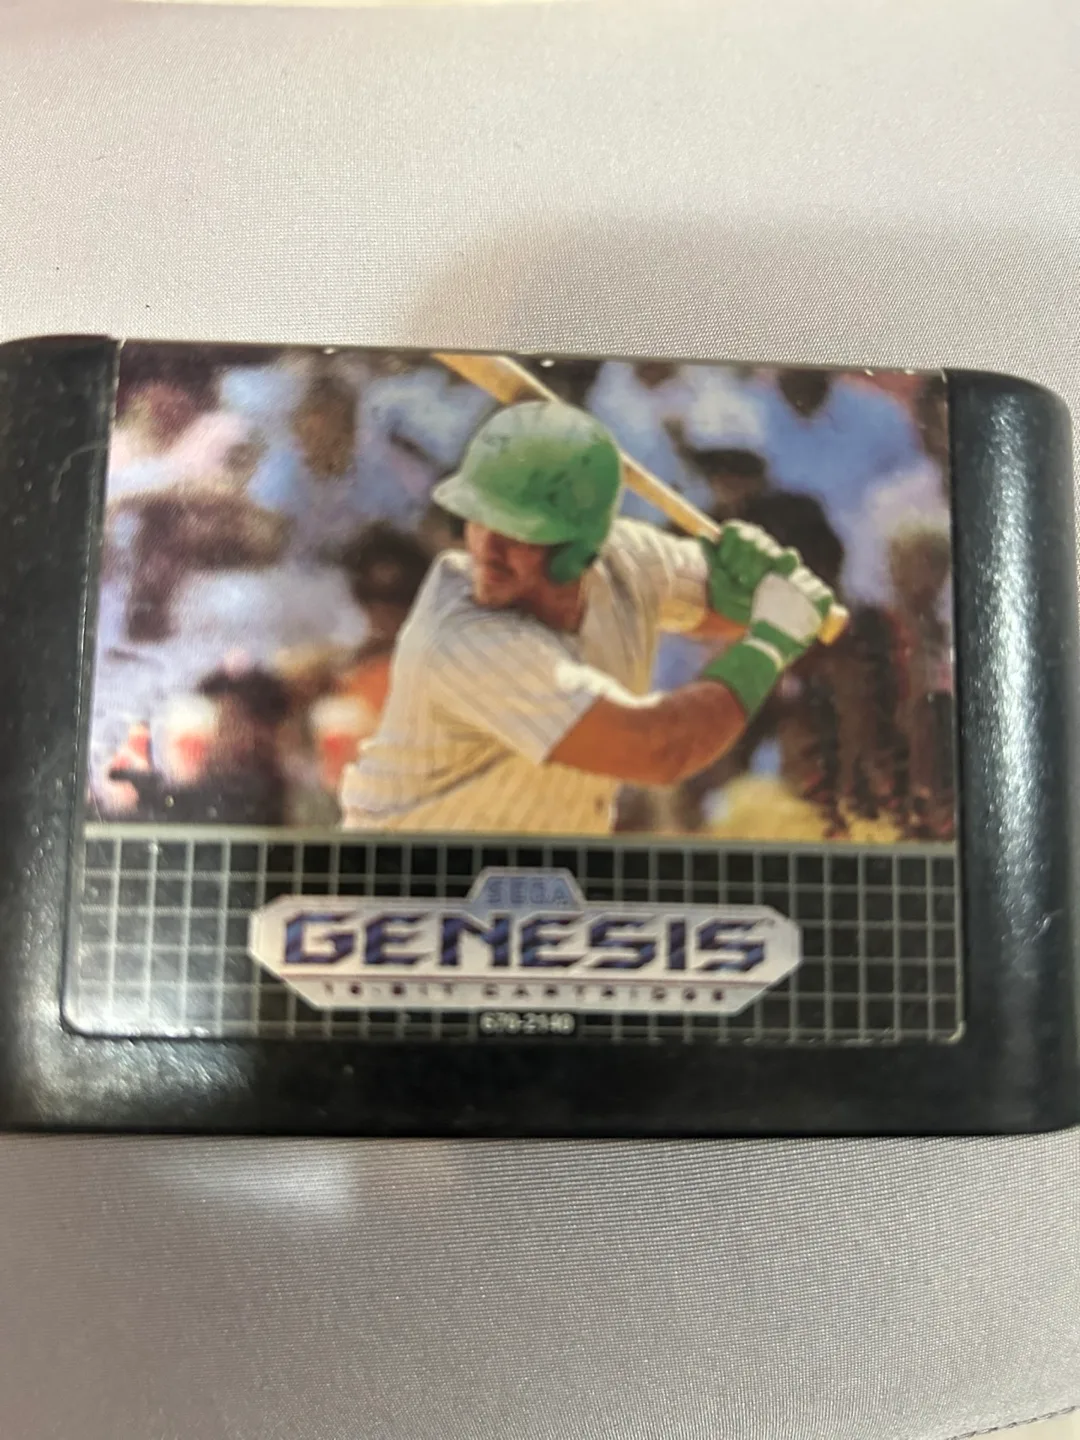 SEGA
GENESIS
16-BIT CARTRIDGE
670-2140